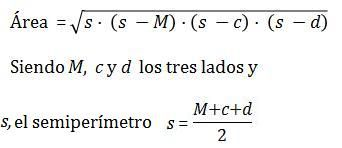 Área = √s · (s − M) · (s − c) · (s − d)
Siendo M, c y d los tres lados y
s, el semiperímetro s = M+c+d / 2